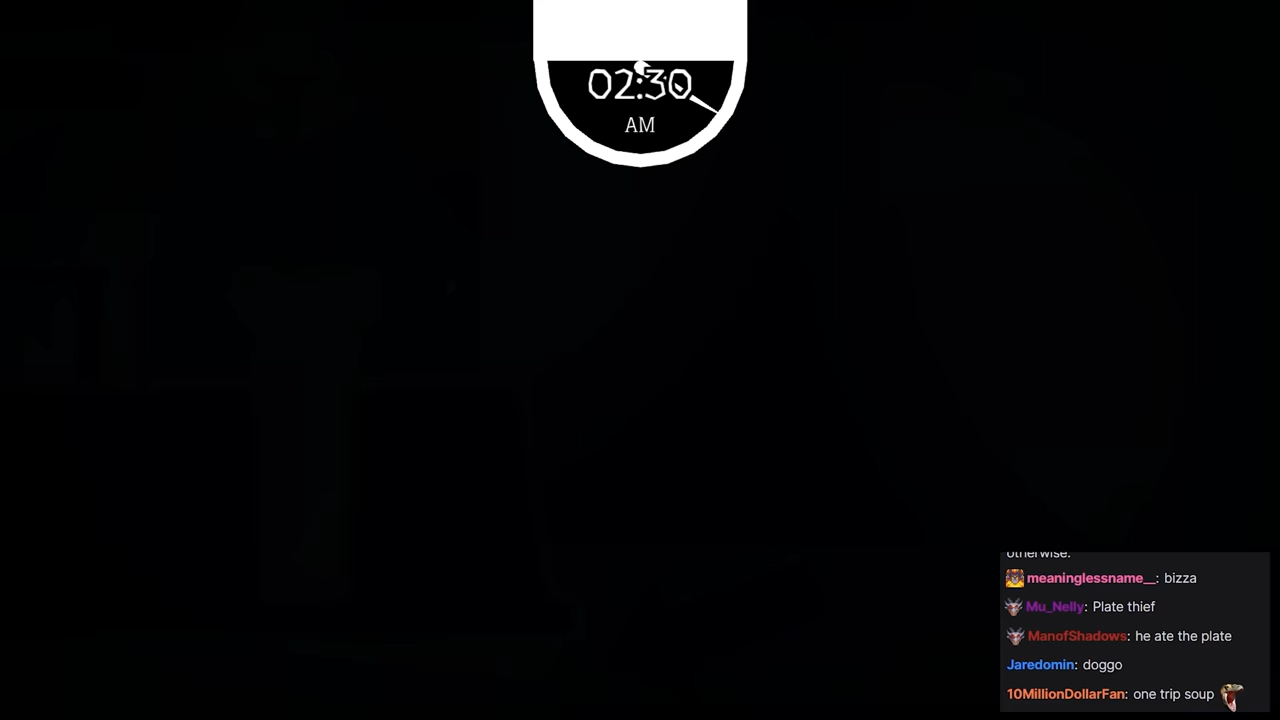 02:30
AM
otherwise.
meaninglessname__: bizza
Mu_Nelly: Plate thief
ManofShadows: he ate the plate
Jaredomin: doggo
10MillionDollarFan: one trip soup